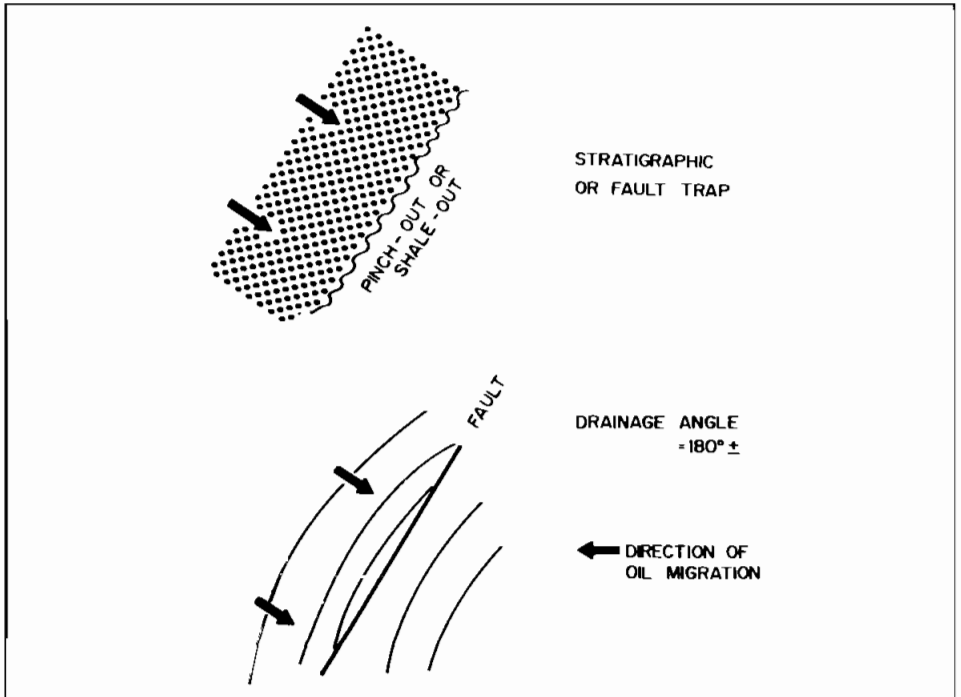 STRATIGRAPHIC
OR FAULT TRAP
PINCH-OUT OR
SHALE-OUT
FAULT
DRAINAGE ANGLE
=180° ±
DIRECTION OF
OIL MIGRATION